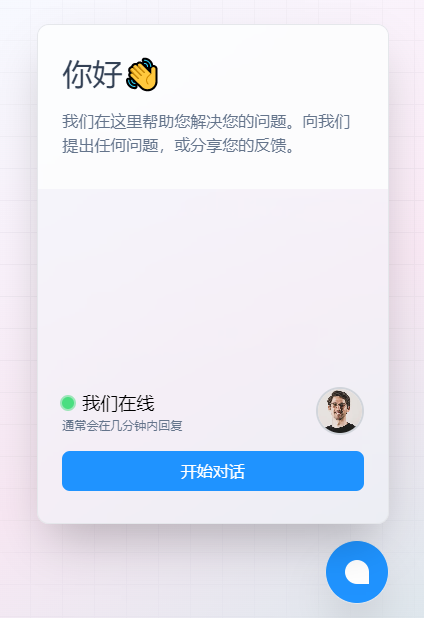 你好👋
我们在这里帮助您解决您的问题。向我们
提出任何问题，或分享您的反馈。
我们在线
通常会在几分钟内回复
开始对话